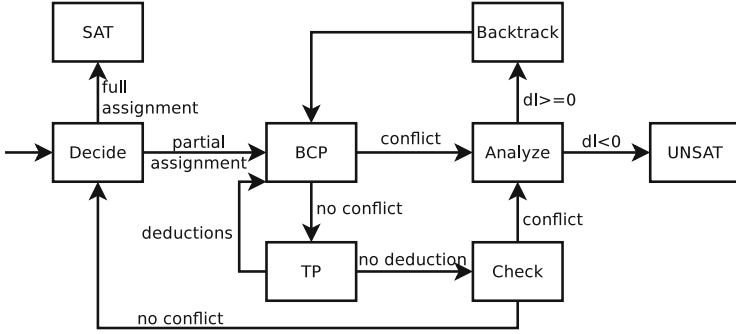 SAT
Backtrack
full
assignment
dl>=0
Decide
partial
assignment
BCP
conflict
Analyze
dl<0
UNSAT
no conflict
conflict
deductions
TP
no deduction
Check
no conflict